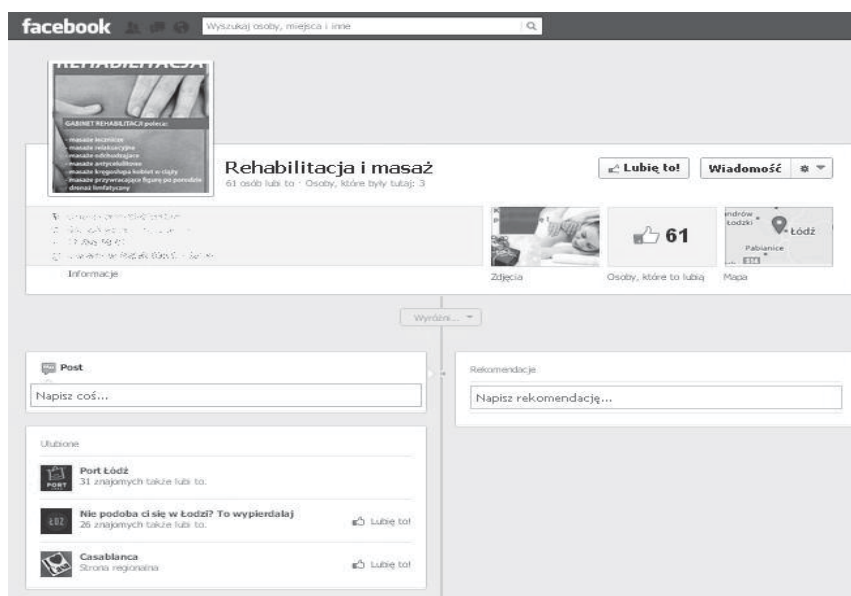 facebook
Wyszukaj osoby, miejsca i inne
REHABILITACJA
GABINET REHABILITACJI poleca:
- masaże lecznicze
- masaże relaksacyjne
- masaże odchudzające
- masaże antycellulitowe
- masaże kręgosłupa kobiet w ciąży
- masaże przywracające figurę po porodzie
- drenaż limfatyczny
Rehabilitacja i masaż
61 osób lubi to · Osoby, które były tutaj: 3
Lubię to!
Wiadomość
Informacje
Zdjęcia
61
Osoby, które to lubią
Łódzki
Łódź
Pabianice
S14
Mapa
Wyróżni...
Post
Napisz coś...
Rekomendacje
Napisz rekomendację...
Ulubione
PORT
Port Łódź
31 znajomych także lubi to.
ŁDZ
Nie podoba ci się w Łodzi? To wypierdalaj
26 znajomych także lubi to.
Lubię to!
Casablanca
Strona regionalna
Lubię to!